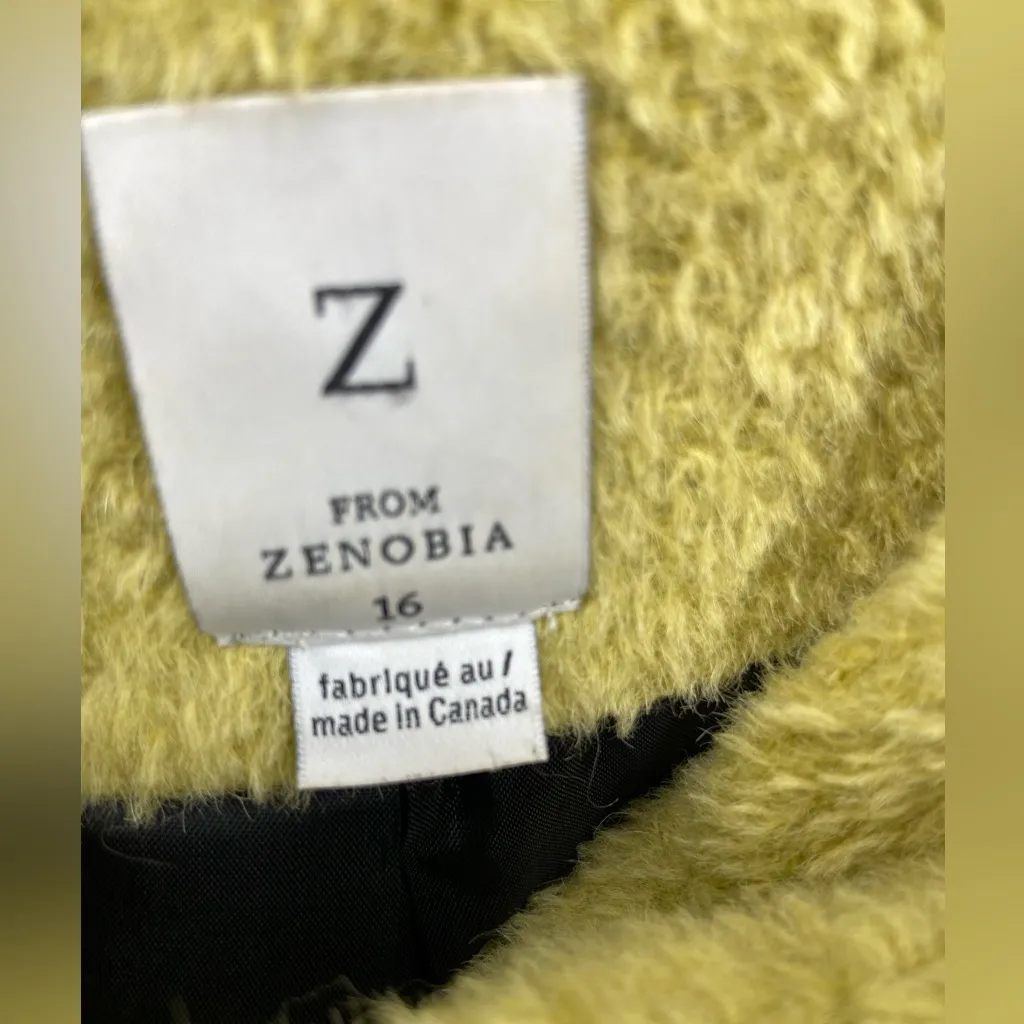 Z
FROM
ZENOBIA
16
fabriqué au /
made in Canada